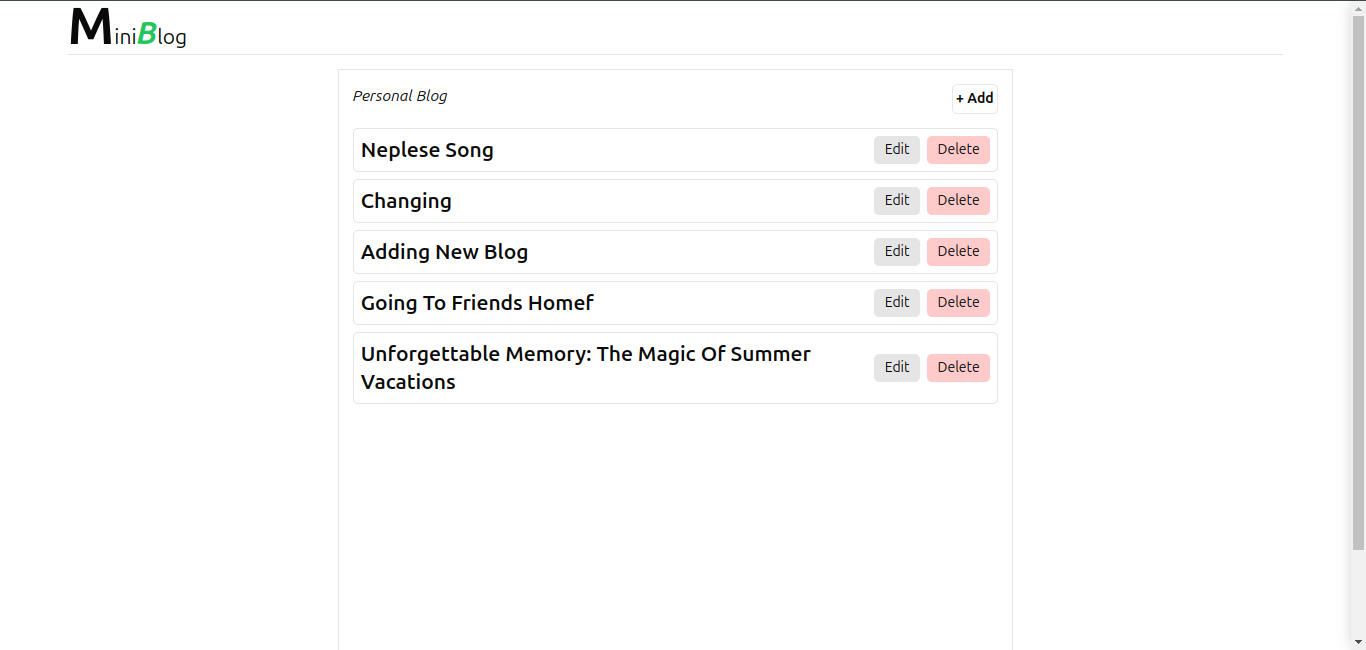 MiniBlog
Personal Blog
+ Add
Neplese Song
Edit
Delete
Changing
Edit
Delete
Adding New Blog
Edit
Delete
Going To Friends Homef
Edit
Delete
Unforgettable Memory: The Magic Of Summer
Vacations
Edit
Delete